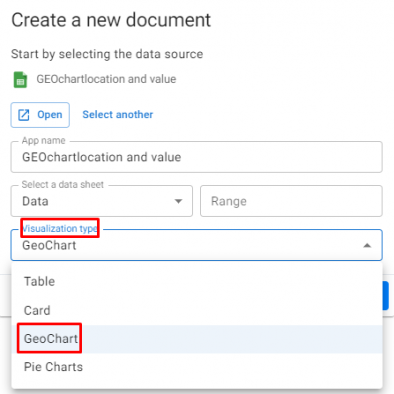 Create a new document
Start by selecting the data source
GEOchartlocation and value
Open Select another
App name
GEOchartlocation and value
Select a data sheet
Data Range
Visualization type
GeoChart
Table
Card
GeoChart
Pie Charts